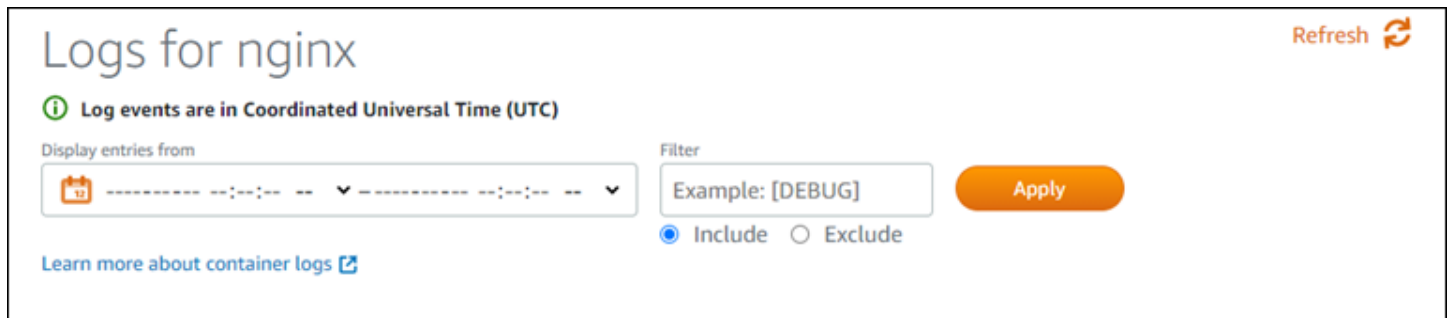 Logs for nginx
Refresh
Log events are in Coordinated Universal Time (UTC)
Display entries from
Filter
12 ---------- --:--:-- -- – ---------- --:--:-- --
Example: [DEBUG]
Apply
Include Exclude
Learn more about container logs